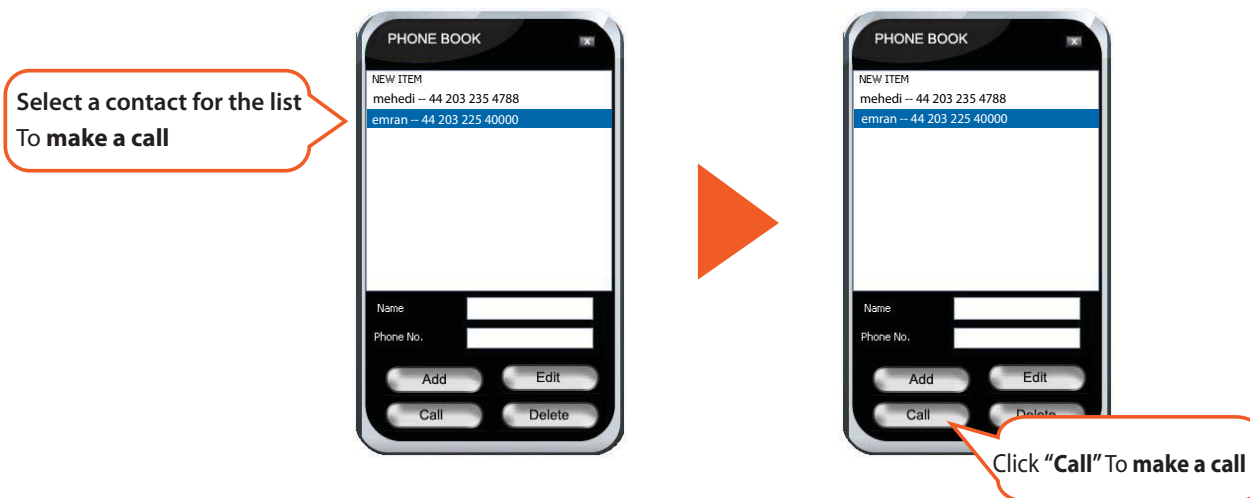 PHONE BOOK
x
NEW ITEM
mehedi -- 44 203 235 4788
emran -- 44 203 225 40000
Name
Phone No.
Add
Edit
Call
Delete
Select a contact for the list
To make a call
PHONE BOOK
x
NEW ITEM
mehedi -- 44 203 235 4788
emran -- 44 203 225 40000
Name
Phone No.
Add
Edit
Call
Delete
Click “Call” To make a call